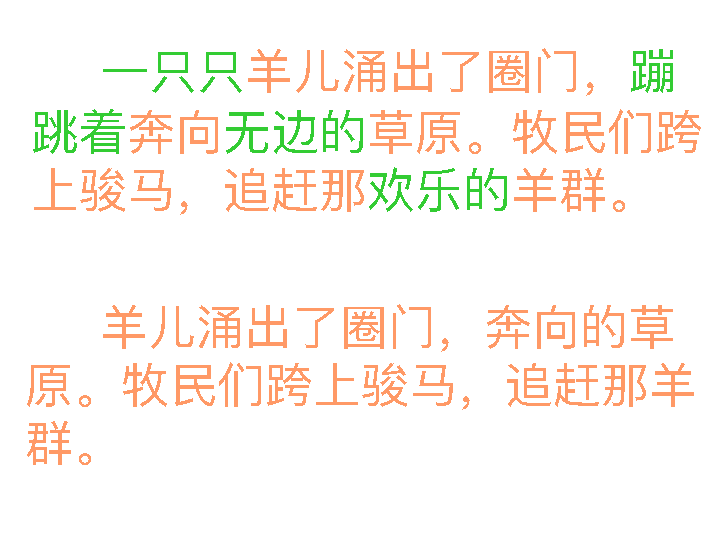 一只只羊儿涌出了圈门，蹦
跳着奔向无边的草原。牧民们跨
上骏马，追赶那欢乐的羊群。
羊儿涌出了圈门，奔向的草
原。牧民们跨上骏马，追赶那羊
群。